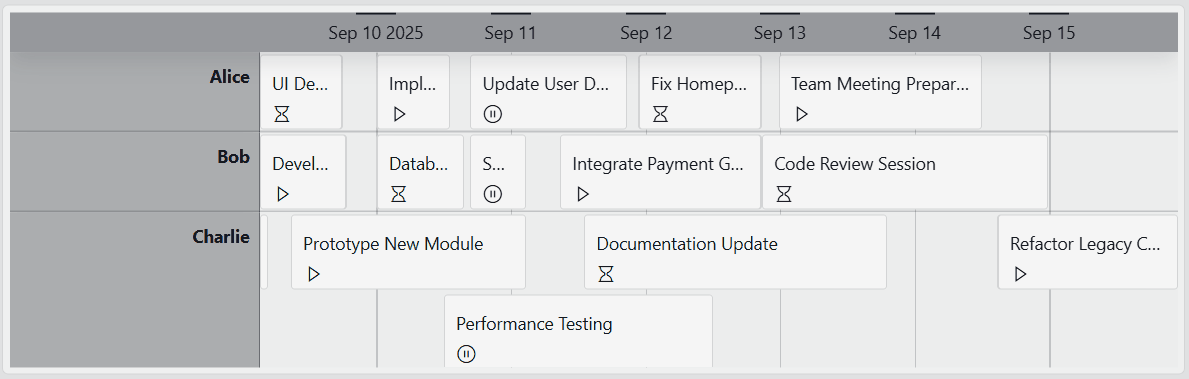 Sep 10 2025 Sep 11 Sep 12 Sep 13 Sep 14 Sep 15
Alice
UI De... Impl... Update User D... Fix Homep... Team Meeting Prepar...
Bob
Devel... Datab... S... Integrate Payment G... Code Review Session
Charlie
Prototype New Module Documentation Update Refactor Legacy C...
Performance Testing